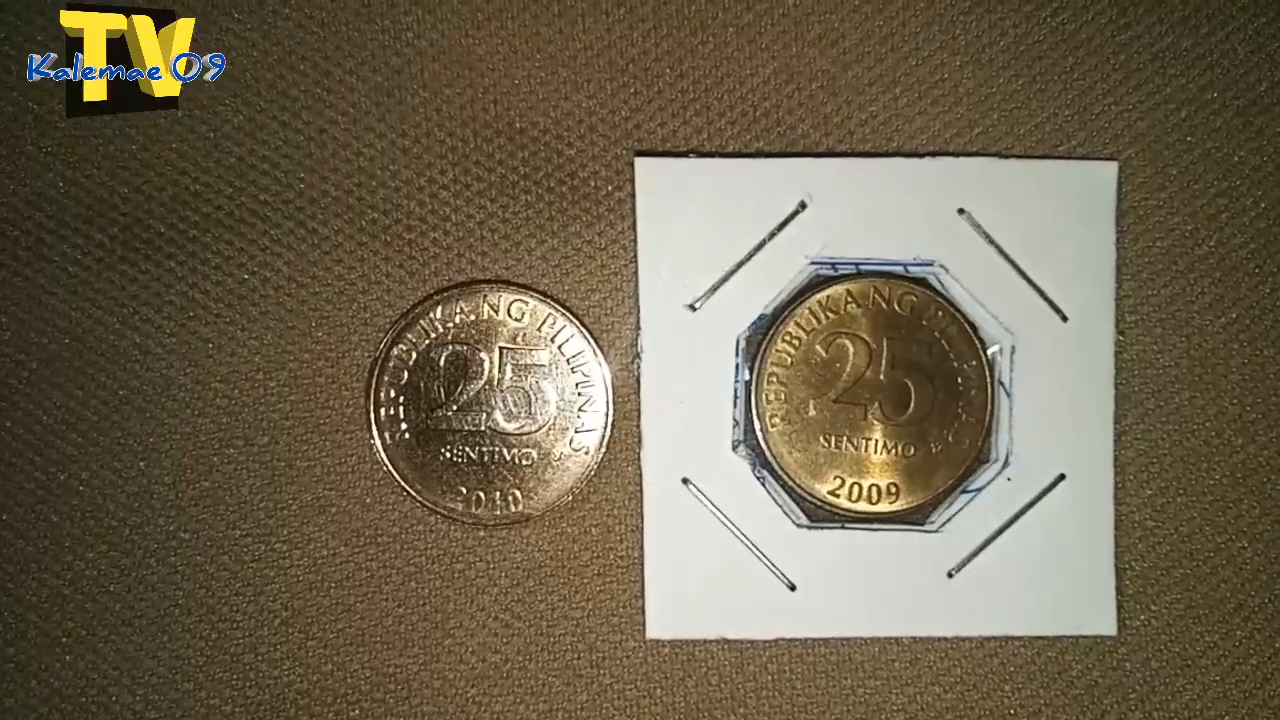 TV
Kalemae 09
REPUBLIKA NG PILIPINAS
25
SENTIMO
2010
REPUBLIKA NG PILIPINAS
25
SENTIMO
2009